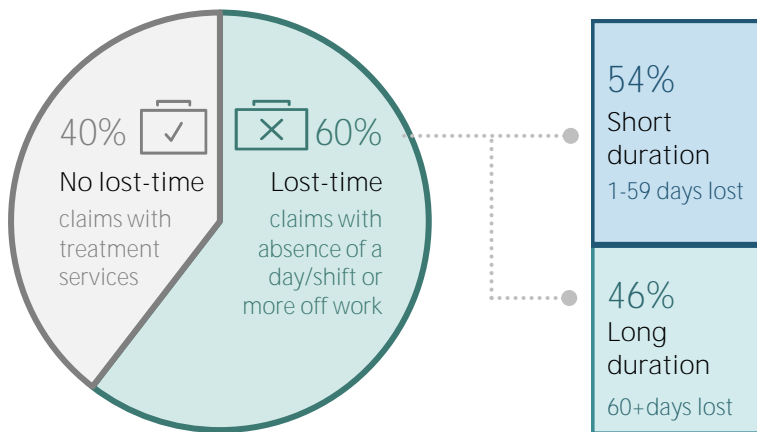 40%
No lost-time
claims with
treatment
services
60%
Lost-time
claims with
absence of a
day/shift or
more off work
54%
Short
duration
1-59 days lost
46%
Long
duration
60+days lost